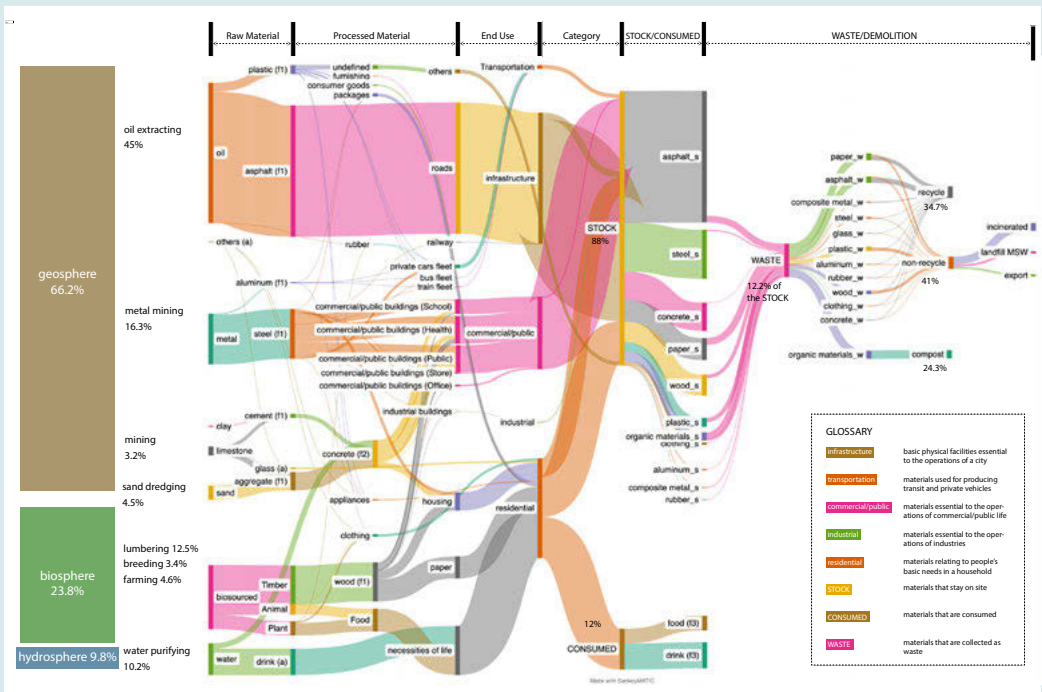 Raw Material
Processed Material
End Use
Category
STOCK/CONSUMED
WASTE/DEMOLITION
geosphere
66.2%
biosphere
23.8%
hydrosphere 9.8%
oil extracting
45%
metal mining
16.3%
mining
3.2%
sand dredging
4.5%
lumbering 12.5%
breeding 3.4%
farming 4.6%
water purifying
10.2%
oil
others (a)
metal
clay
limestone
sand
biosourced
water
plastic (f1)
asphalt (f1)
aluminum (f1)
steel (f1)
cement (f1)
glass (a)
aggregate (f1)
Timber
Animal
Plant
drink (a)
undefined
furnishing
consumer goods
packages
rubber
concrete (f2)
appliances
clothing
wood (f1)
Food
others
roads
railway
private cars fleet
bus fleet
train fleet
commercial/public buildings (School)
commercial/public buildings (Health)
commercial/public buildings (Public)
commercial/public buildings (Store)
commercial/public buildings (Office)
industrial buildings
housing
paper
necessities of life
Transportation
infrastructure
commercial/public
industrial
residential
STOCK
88%
12%
CONSUMED
asphalt_s
steel_s
concrete_s
paper_s
wood_s
plastic_s
organic materials_s
clothing_s
aluminum_s
composite metal_s
rubber_s
food (f3)
drink (f3)
WASTE
12.2% of
the STOCK
paper_w
asphalt_w
composite metal_w
steel_w
glass_w
plastic_w
aluminum_w
rubber_w
wood_w
clothing_w
concrete_w
organic materials_w
recycle
34.7%
non-recycle
41%
compost
24.3%
incinerated
landfill MSW
export
GLOSSARY
infrastructure
basic physical facilities essential
to the operations of a city
transportation
materials used for producing
transit and private vehicles
commercial/public
materials essential to the oper-
ations of commercial/public life
industrial
materials essential to the oper-
ations of industries
residential
materials relating to people's
basic needs in a household
STOCK
materials that stay on site
CONSUMED
materials that are consumed
WASTE
materials that are collected as
waste
Made with SankeyMATIC